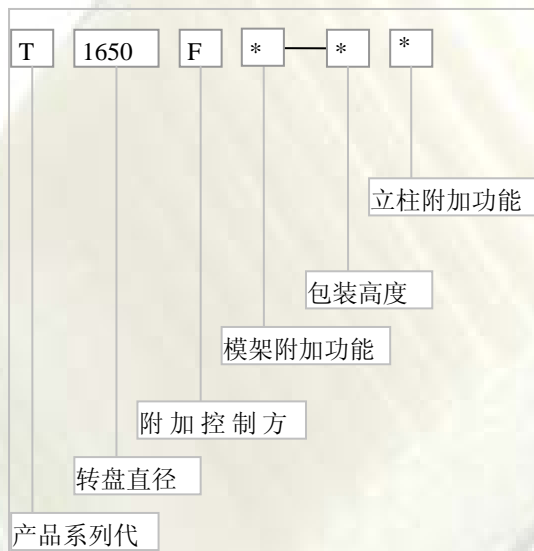 T 1650 F * — * *
立柱附加功能
包装高度
模架附加功能
附加控制方
转盘直径
产品系列代